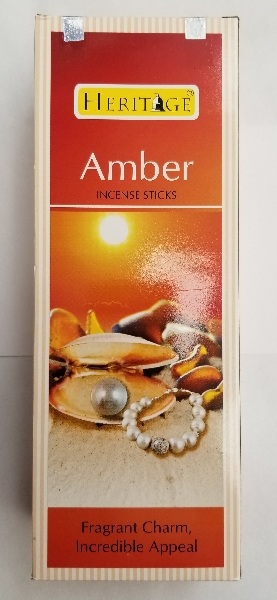 HERITAGE
Amber
INCENSE STICKS
Fragrant Charm,
Incredible Appeal